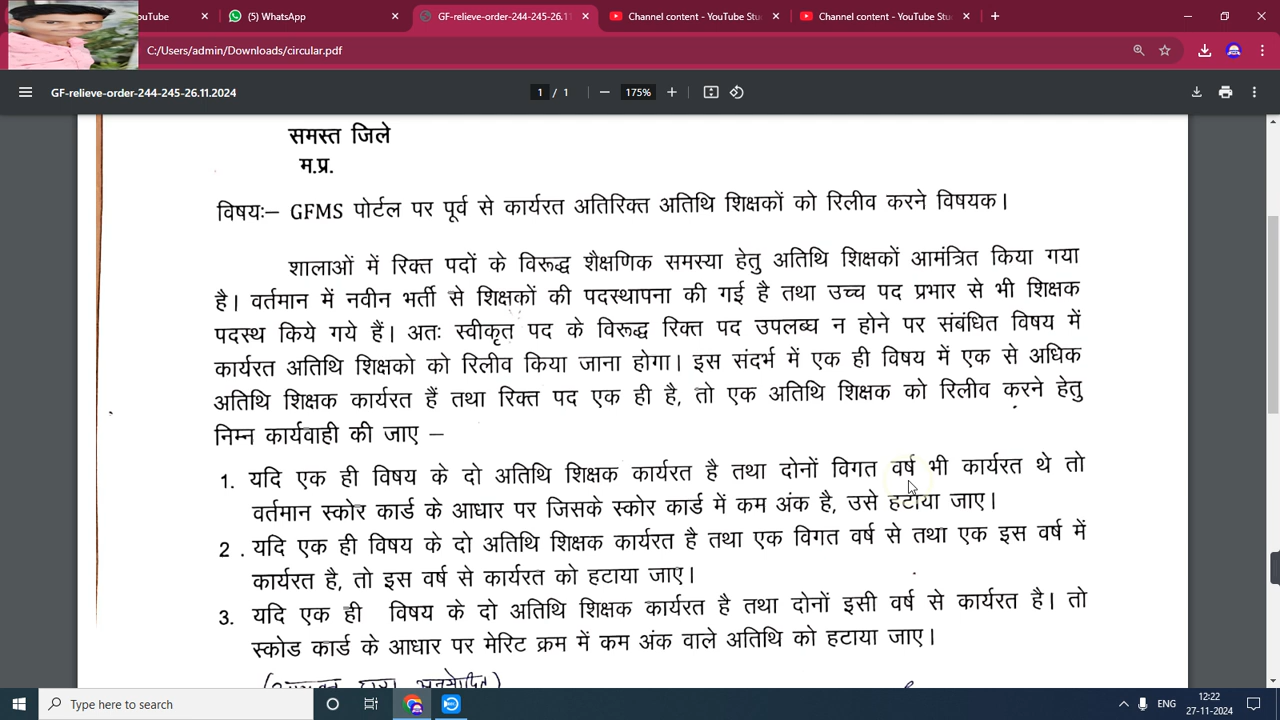 ouTube
(5) WhatsApp
GF-relieve-order-244-245-26.11
Channel content - YouTube Stu
Channel content - YouTube Stu
C:/Users/admin/Downloads/circular.pdf
GF-relieve-order-244-245-26.11.2024
1 / 1
175%
समस्त जिले
म.प्र.
विषयः— GFMS पोर्टल पर पूर्व से कार्यरत अतिरिक्त अतिथि शिक्षकों को रिलीव करने विषयक।
शालाओं में रिक्त पदों के विरूद्ध शैक्षणिक समस्या हेतु अतिथि शिक्षकों आमंत्रित किया गया
है। वर्तमान में नवीन भर्ती से शिक्षकों की पदस्थापना की गई है तथा उच्च पद प्रभार से भी शिक्षक
पदस्थ किये गये हैं। अतः स्वीकृत पद के विरूद्ध रिक्त पद उपलब्घ न होने पर संबंधित विषय में
कार्यरत अतिथि शिक्षको को रिलीव किया जाना होगा। इस संदर्भ में एक ही विषय में एक से अधिक
अतिथि शिक्षक कार्यरत हैं तथा रिक्त पद एक ही है, तो एक अतिथि शिक्षक को रिलीव करने हेतु
निम्न कार्यवाही की जाए —
1. यदि एक ही विषय के दो अतिथि शिक्षक कार्यरत है तथा दोनों विगत वर्ष भी कार्यरत थे तो
वर्तमान स्कोर कार्ड के आधार पर जिसके स्कोर कार्ड में कम अंक है, उसे हटाया जाए।
2 . यदि एक ही विषय के दो अतिथि शिक्षक कार्यरत है तथा एक विगत वर्ष से तथा एक इस वर्ष में
कार्यरत है, तो इस वर्ष से कार्यरत को हटाया जाए।
3. यदि एक ही विषय के दो अतिथि शिक्षक कार्यरत है तथा दोनों इसी वर्ष से कार्यरत है। तो
स्कोड कार्ड के आधार पर मेरिट क्रम में कम अंक वाले अतिथि को हटाया जाए।
Type here to search
ENG
12:22
27-11-2024